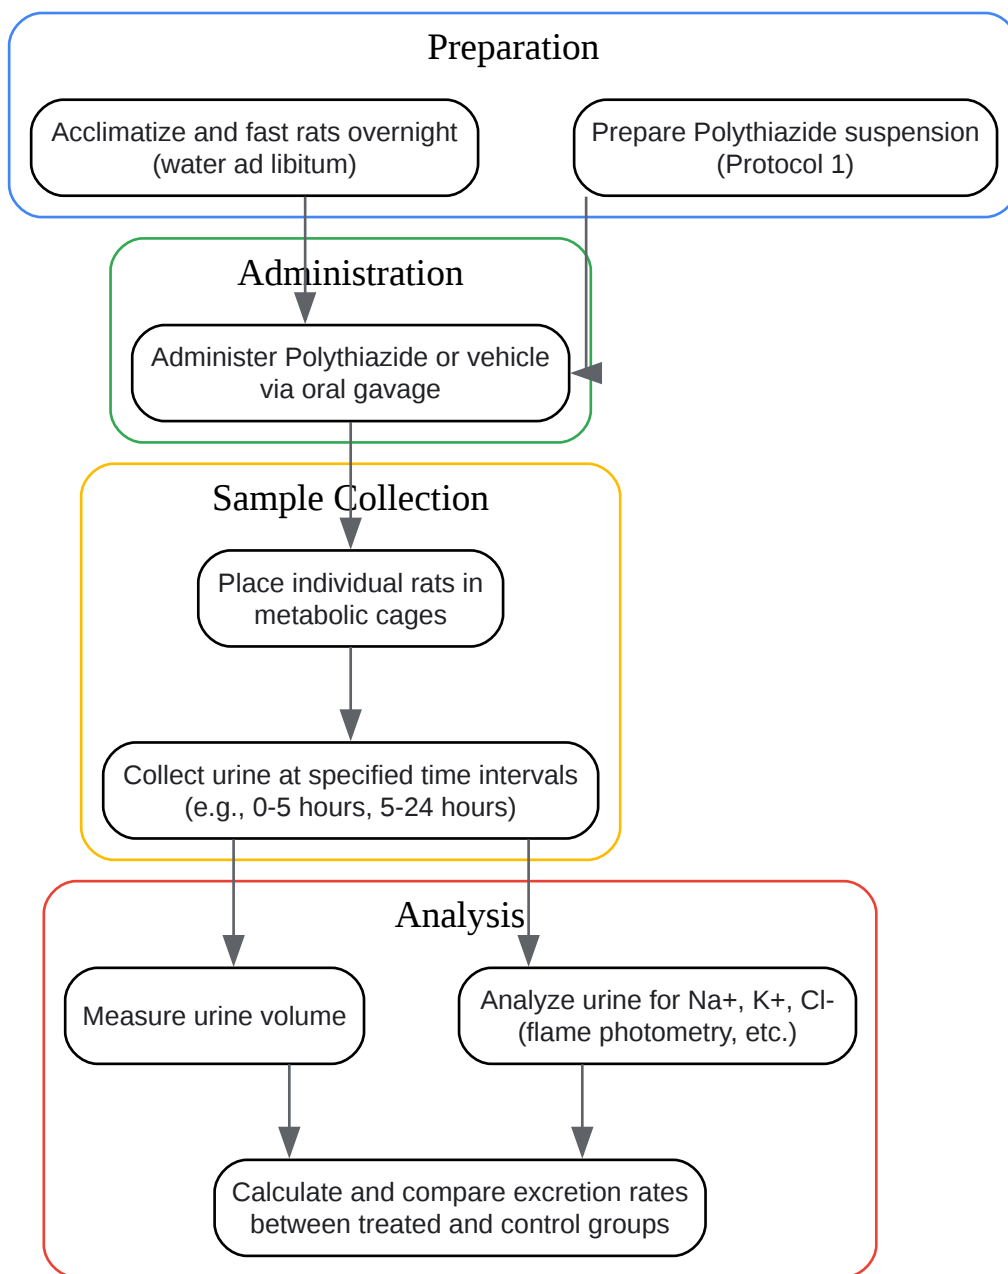 Preparation
Acclimatize and fast rats overnight
(water ad libitum)
Prepare Polythiazide suspension
(Protocol 1)
Administration
Administer Polythiazide or vehicle
via oral gavage
Sample Collection
Place individual rats in
metabolic cages
Collect urine at specified time intervals
(e.g., 0-5 hours, 5-24 hours)
Analysis
Measure urine volume
Analyze urine for Na+, K+, Cl-
(flame photometry, etc.)
Calculate and compare excretion rates
between treated and control groups